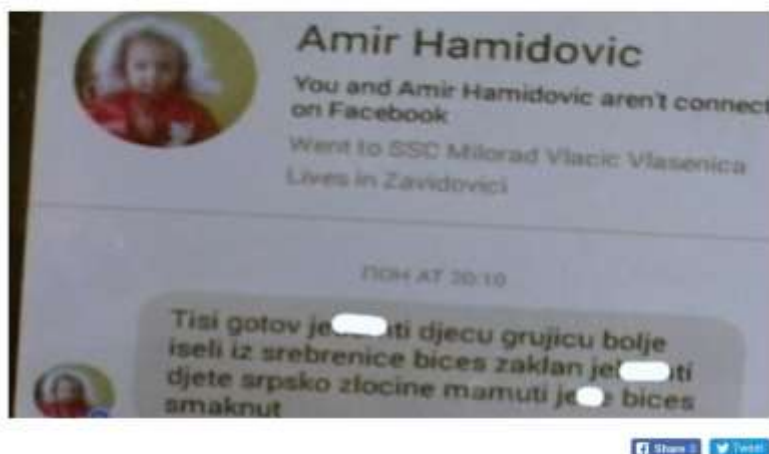 Amir Hamidovic
You and Amir Hamidovic aren't connect
on Facebook
Went to SSC Milorad Vlacic Vlasenica
Lives in Zavidovici
ПОН AT 20:10
Tisi gotov je ti djecu grujicu bolje
iseli iz srebrenice bices zaklan je ti
djete srpsko zlocine mamuti je bices
smaknut
Share
Tweet